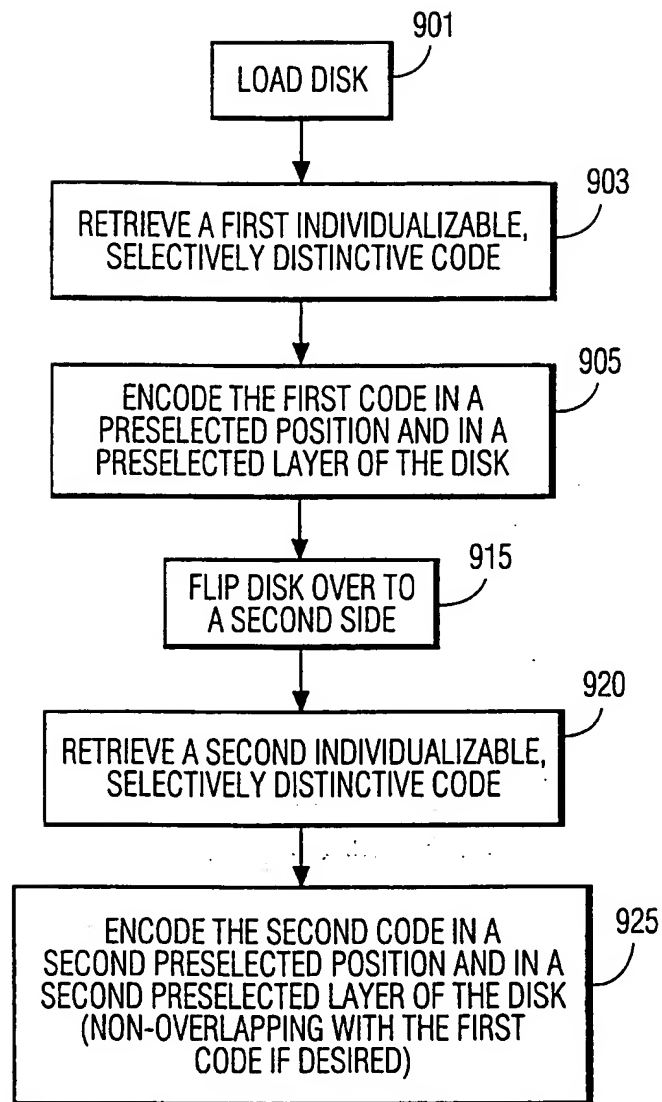 901
LOAD DISK
903
RETRIEVE A FIRST INDIVIDUALIZABLE,
SELECTIVELY DISTINCTIVE CODE
905
ENCODE THE FIRST CODE IN A
PRESELECTED POSITION AND IN A
PRESELECTED LAYER OF THE DISK
915
FLIP DISK OVER TO
A SECOND SIDE
920
RETRIEVE A SECOND INDIVIDUALIZABLE,
SELECTIVELY DISTINCTIVE CODE
925
ENCODE THE SECOND CODE IN A
SECOND PRESELECTED POSITION AND IN A
SECOND PRESELECTED LAYER OF THE DISK
(NON-OVERLAPPING WITH THE FIRST
CODE IF DESIRED)